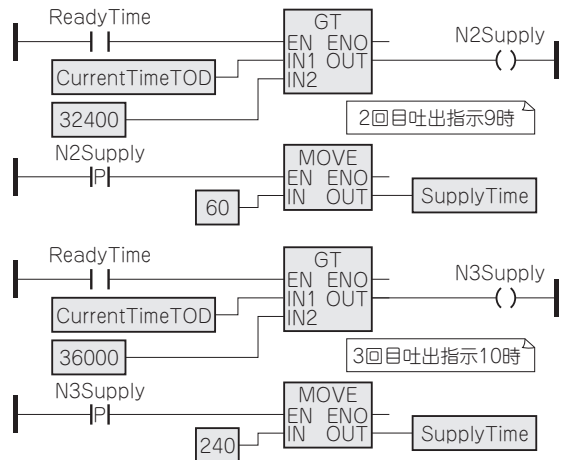 ReadyTime
GT
EN ENO
N2Supply
IN1 OUT
CurrentTimeTOD
IN2
32400
2回目吐出指示9時
N2Supply
MOVE
P
EN ENO
60
IN OUT
SupplyTime
ReadyTime
GT
EN ENO
N3Supply
IN1 OUT
CurrentTimeTOD
IN2
36000
3回目吐出指示10時
N3Supply
MOVE
P
EN ENO
240
IN OUT
SupplyTime